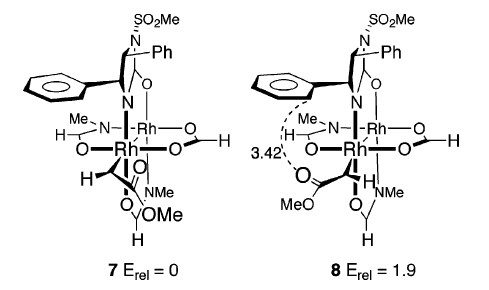 SO₂Me
N
Ph
O
N
Me
N
Rh
O
H
H
O
Rh
O
H
O
NMe
O
OMe
H
7 Eᵣₑₗ = 0
SO₂Me
N
Ph
O
N
Me
N
Rh
O
H
H
O
Rh
O
3.42
O
H
NMe
MeO
O
H
8 Eᵣₑₗ = 1.9